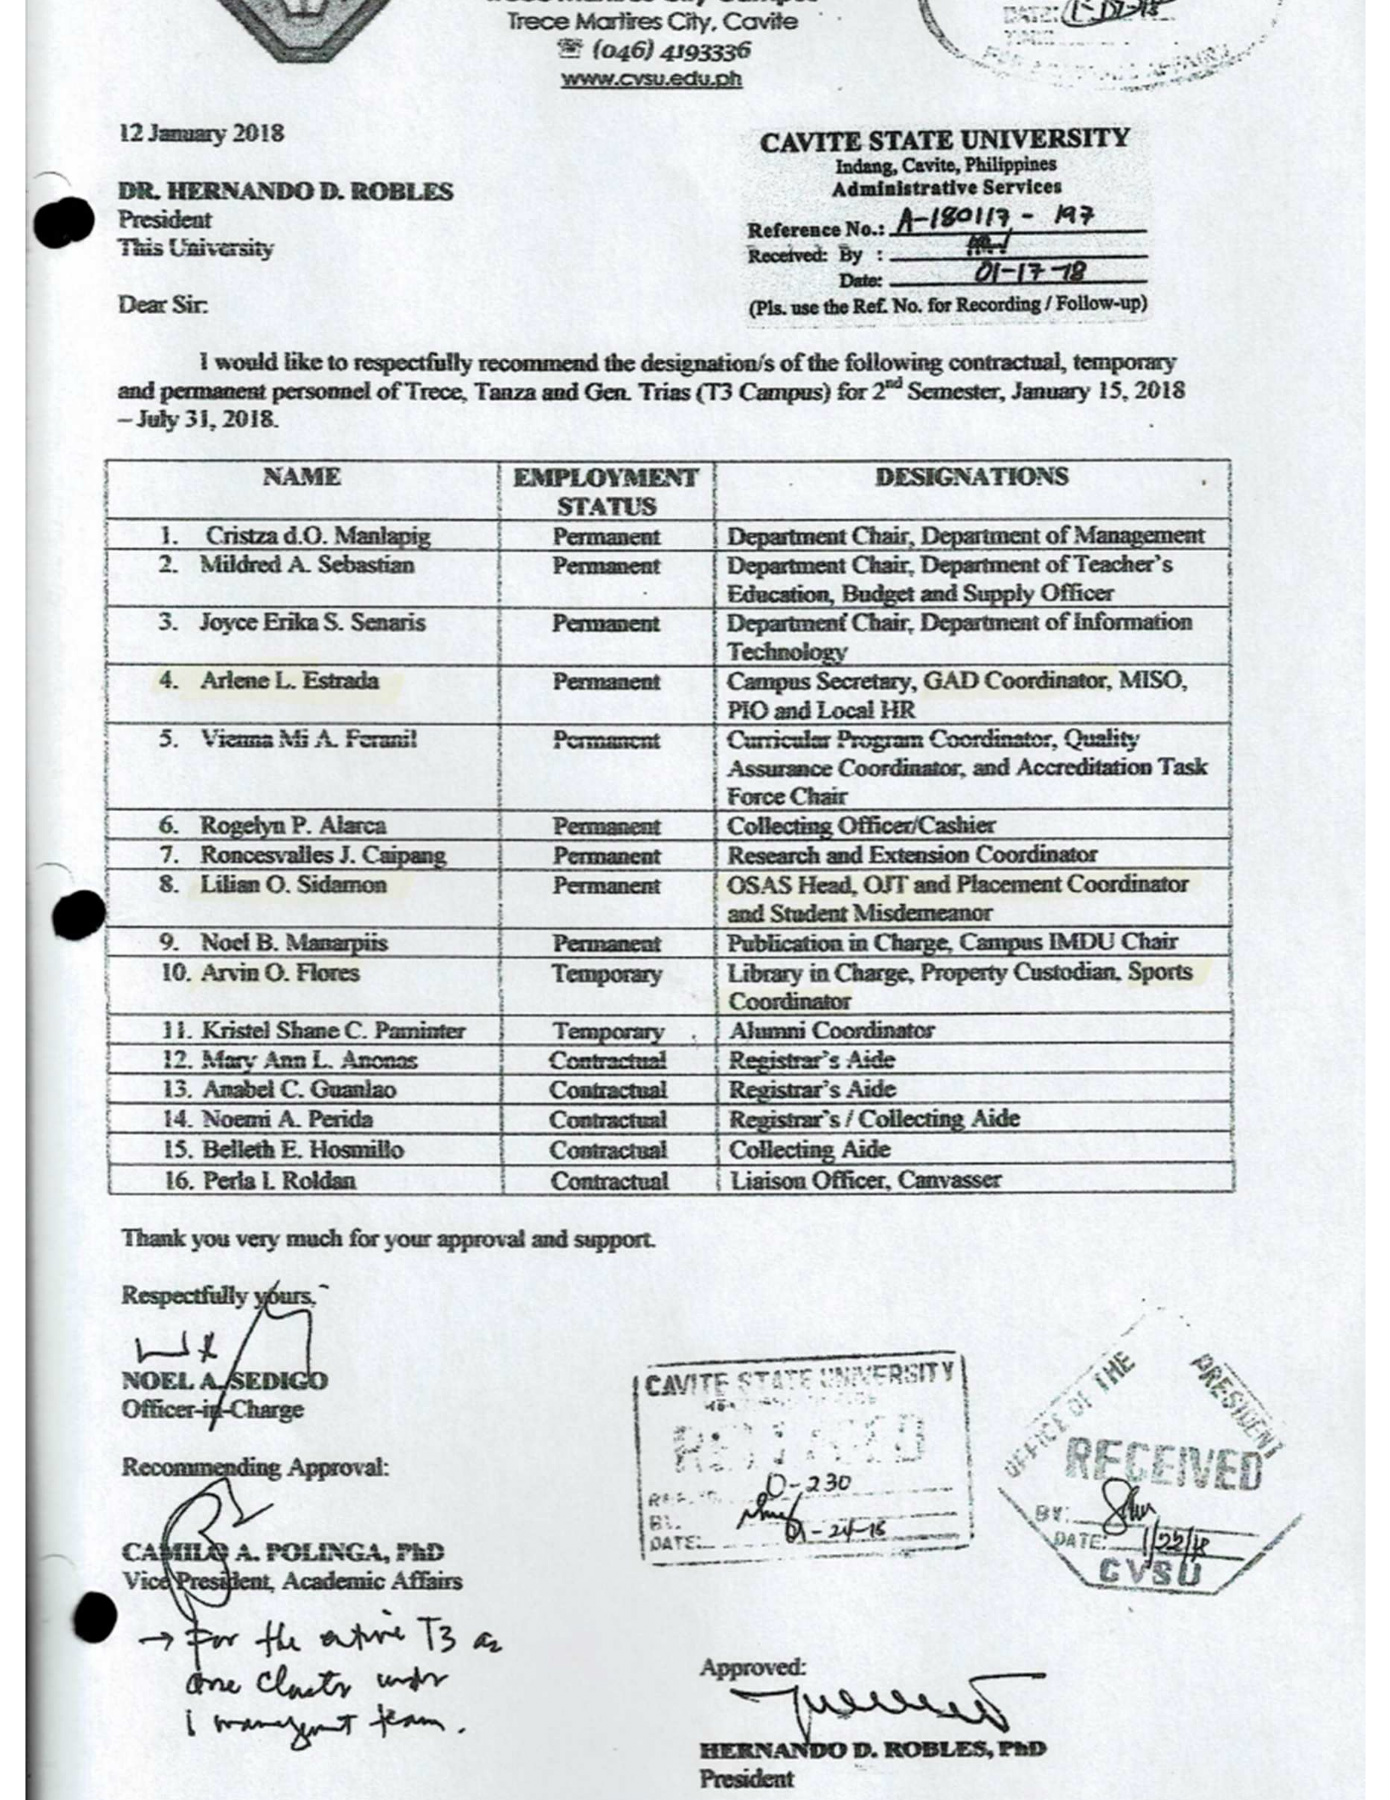 Trece Martires City, Cavite
☏ (046) 4193336
www.cvsu.edu.ph
DATE: 1-17-18
12 January 2018
CAVITE STATE UNIVERSITY
Indang, Cavite, Philippines
Administrative Services
Reference No.: A-180117 - 197
Received: By :
Date: 01-17-18
(Pls. use the Ref. No. for Recording / Follow-up)
DR. HERNANDO D. ROBLES
President
This University
Dear Sir:
I would like to respectfully recommend the designation/s of the following contractual, temporary
and permanent personnel of Trece, Tanza and Gen. Trias (T3 Campus) for 2nd Semester, January 15, 2018
– July 31, 2018.
NAME EMPLOYMENT STATUS DESIGNATIONS
1. Cristza d.O. Manlapig Permanent Department Chair, Department of Management
2. Mildred A. Sebastian Permanent Department Chair, Department of Teacher's
Education, Budget and Supply Officer
3. Joyce Erika S. Senaris Permanent Department Chair, Department of Information
Technology
4. Arlene L. Estrada Permanent Campus Secretary, GAD Coordinator, MISO,
PIO and Local HR
5. Vienna Mi A. Feranil Permanent Curricular Program Coordinator, Quality
Assurance Coordinator, and Accreditation Task
Force Chair
6. Rogelyn P. Alarca Permanent Collecting Officer/Cashier
7. Roncesvalles J. Caipang Permanent Research and Extension Coordinator
8. Lilian O. Sidamon Permanent OSAS Head, OJT and Placement Coordinator
and Student Misdemeanor
9. Noel B. Manarpiis Permanent Publication in Charge, Campus IMDU Chair
10. Arvin O. Flores Temporary Library in Charge, Property Custodian, Sports
Coordinator
11. Kristel Shane C. Paminter Temporary Alumni Coordinator
12. Mary Ann L. Anonas Contractual Registrar's Aide
13. Anabel C. Guanlao Contractual Registrar's Aide
14. Noemi A. Perida Contractual Registrar's / Collecting Aide
15. Belleth E. Hosmillo Contractual Collecting Aide
16. Perla I. Roldan Contractual Liaison Officer, Canvasser
Thank you very much for your approval and support.
Respectfully yours,
NOEL A. SEDIGO
Officer-in-Charge
Recommending Approval:
CAMILO A. POLINGA, PhD
Vice President, Academic Affairs
→ For the entire T3 as
one cluster under
1 management team.
CAVITE STATE UNIVERSITY
0-230
BY.
DATE: 01-24-18
OFFICE OF THE PRESIDENT
RECEIVED
BY:
DATE: 1/22/18
CVSU
Approved:
HERNANDO D. ROBLES, PhD
President